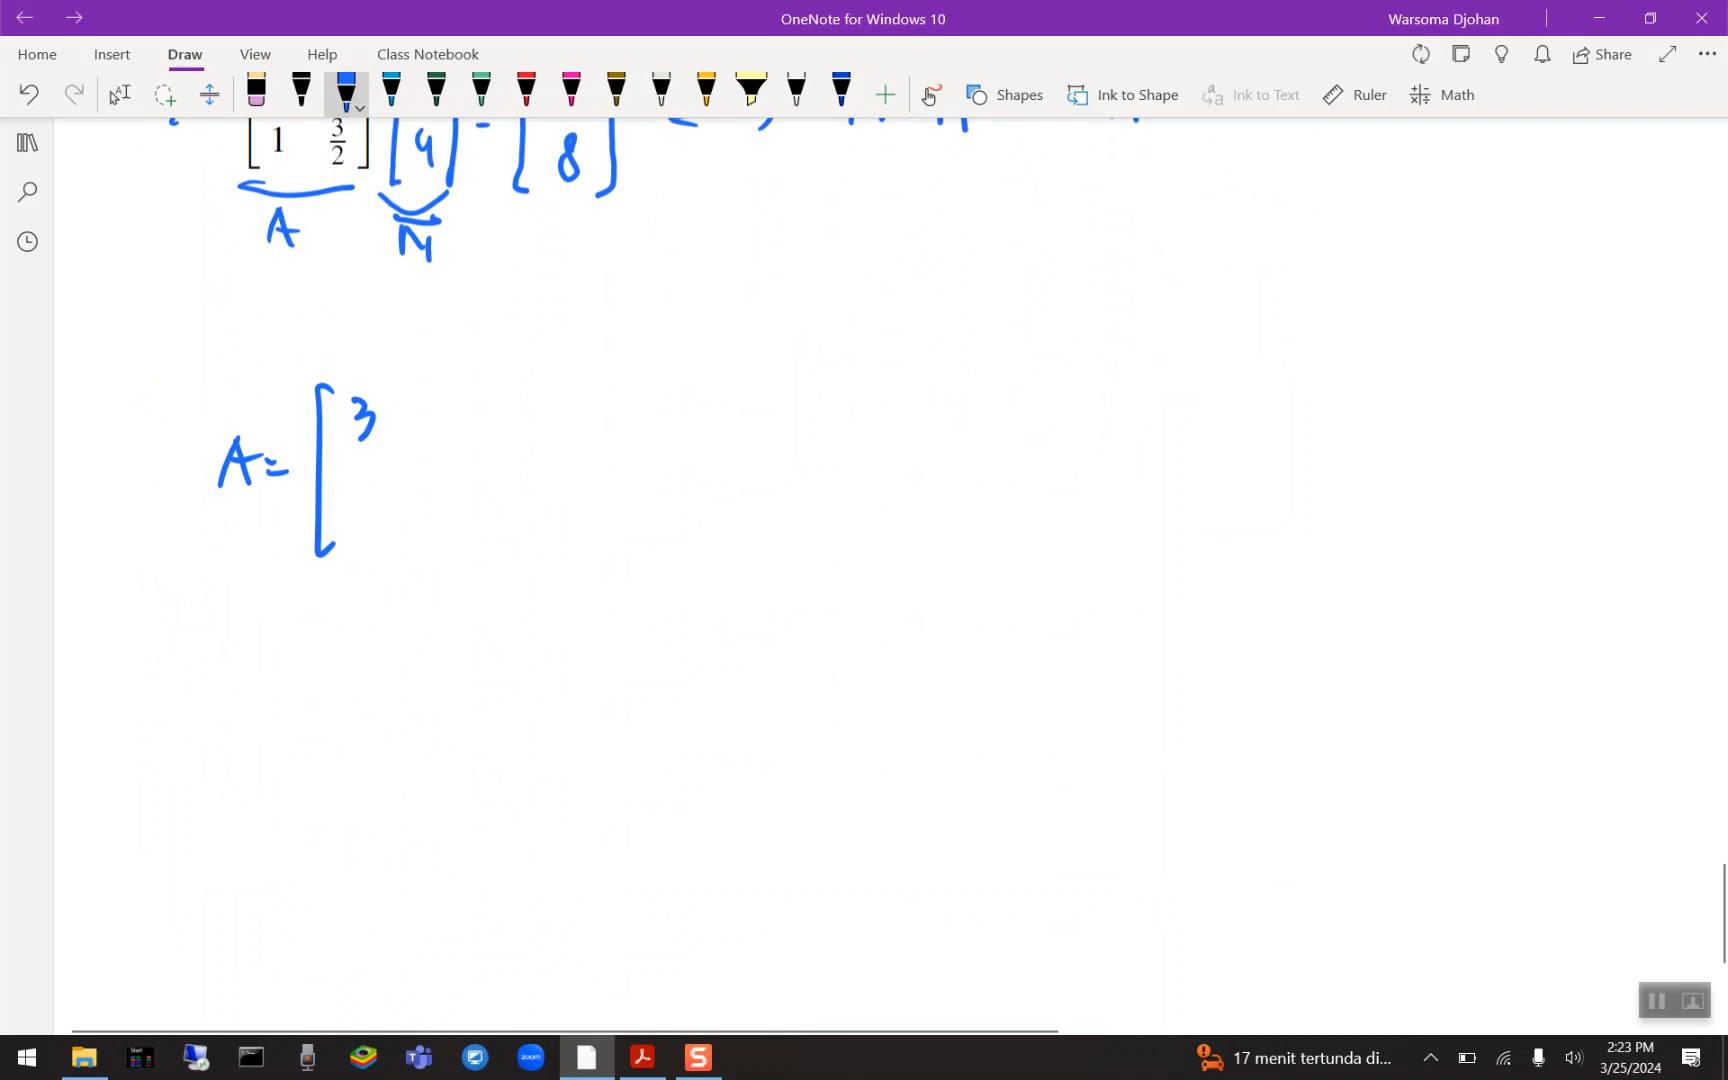 OneNote for Windows 10
Warsoma Djohan
Home Insert Draw View Help Class Notebook
Share
Shapes Ink to Shape Ink to Text Ruler Math
1 3/2 4 = 8
A
A = [ 3
zoom
17 menit tertunda di...
2:23 PM
3/25/2024